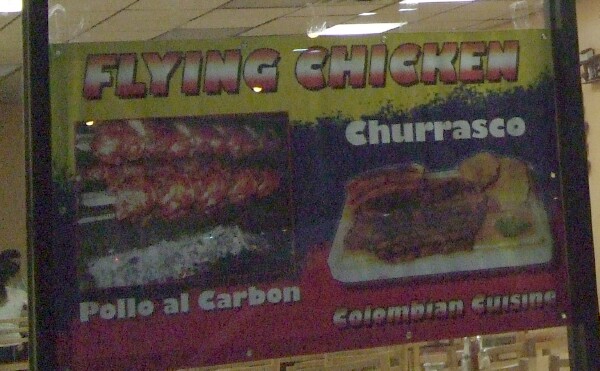 FLYING CHICKEN
Churrasco
Pollo al Carbon
Colombian Cuisine